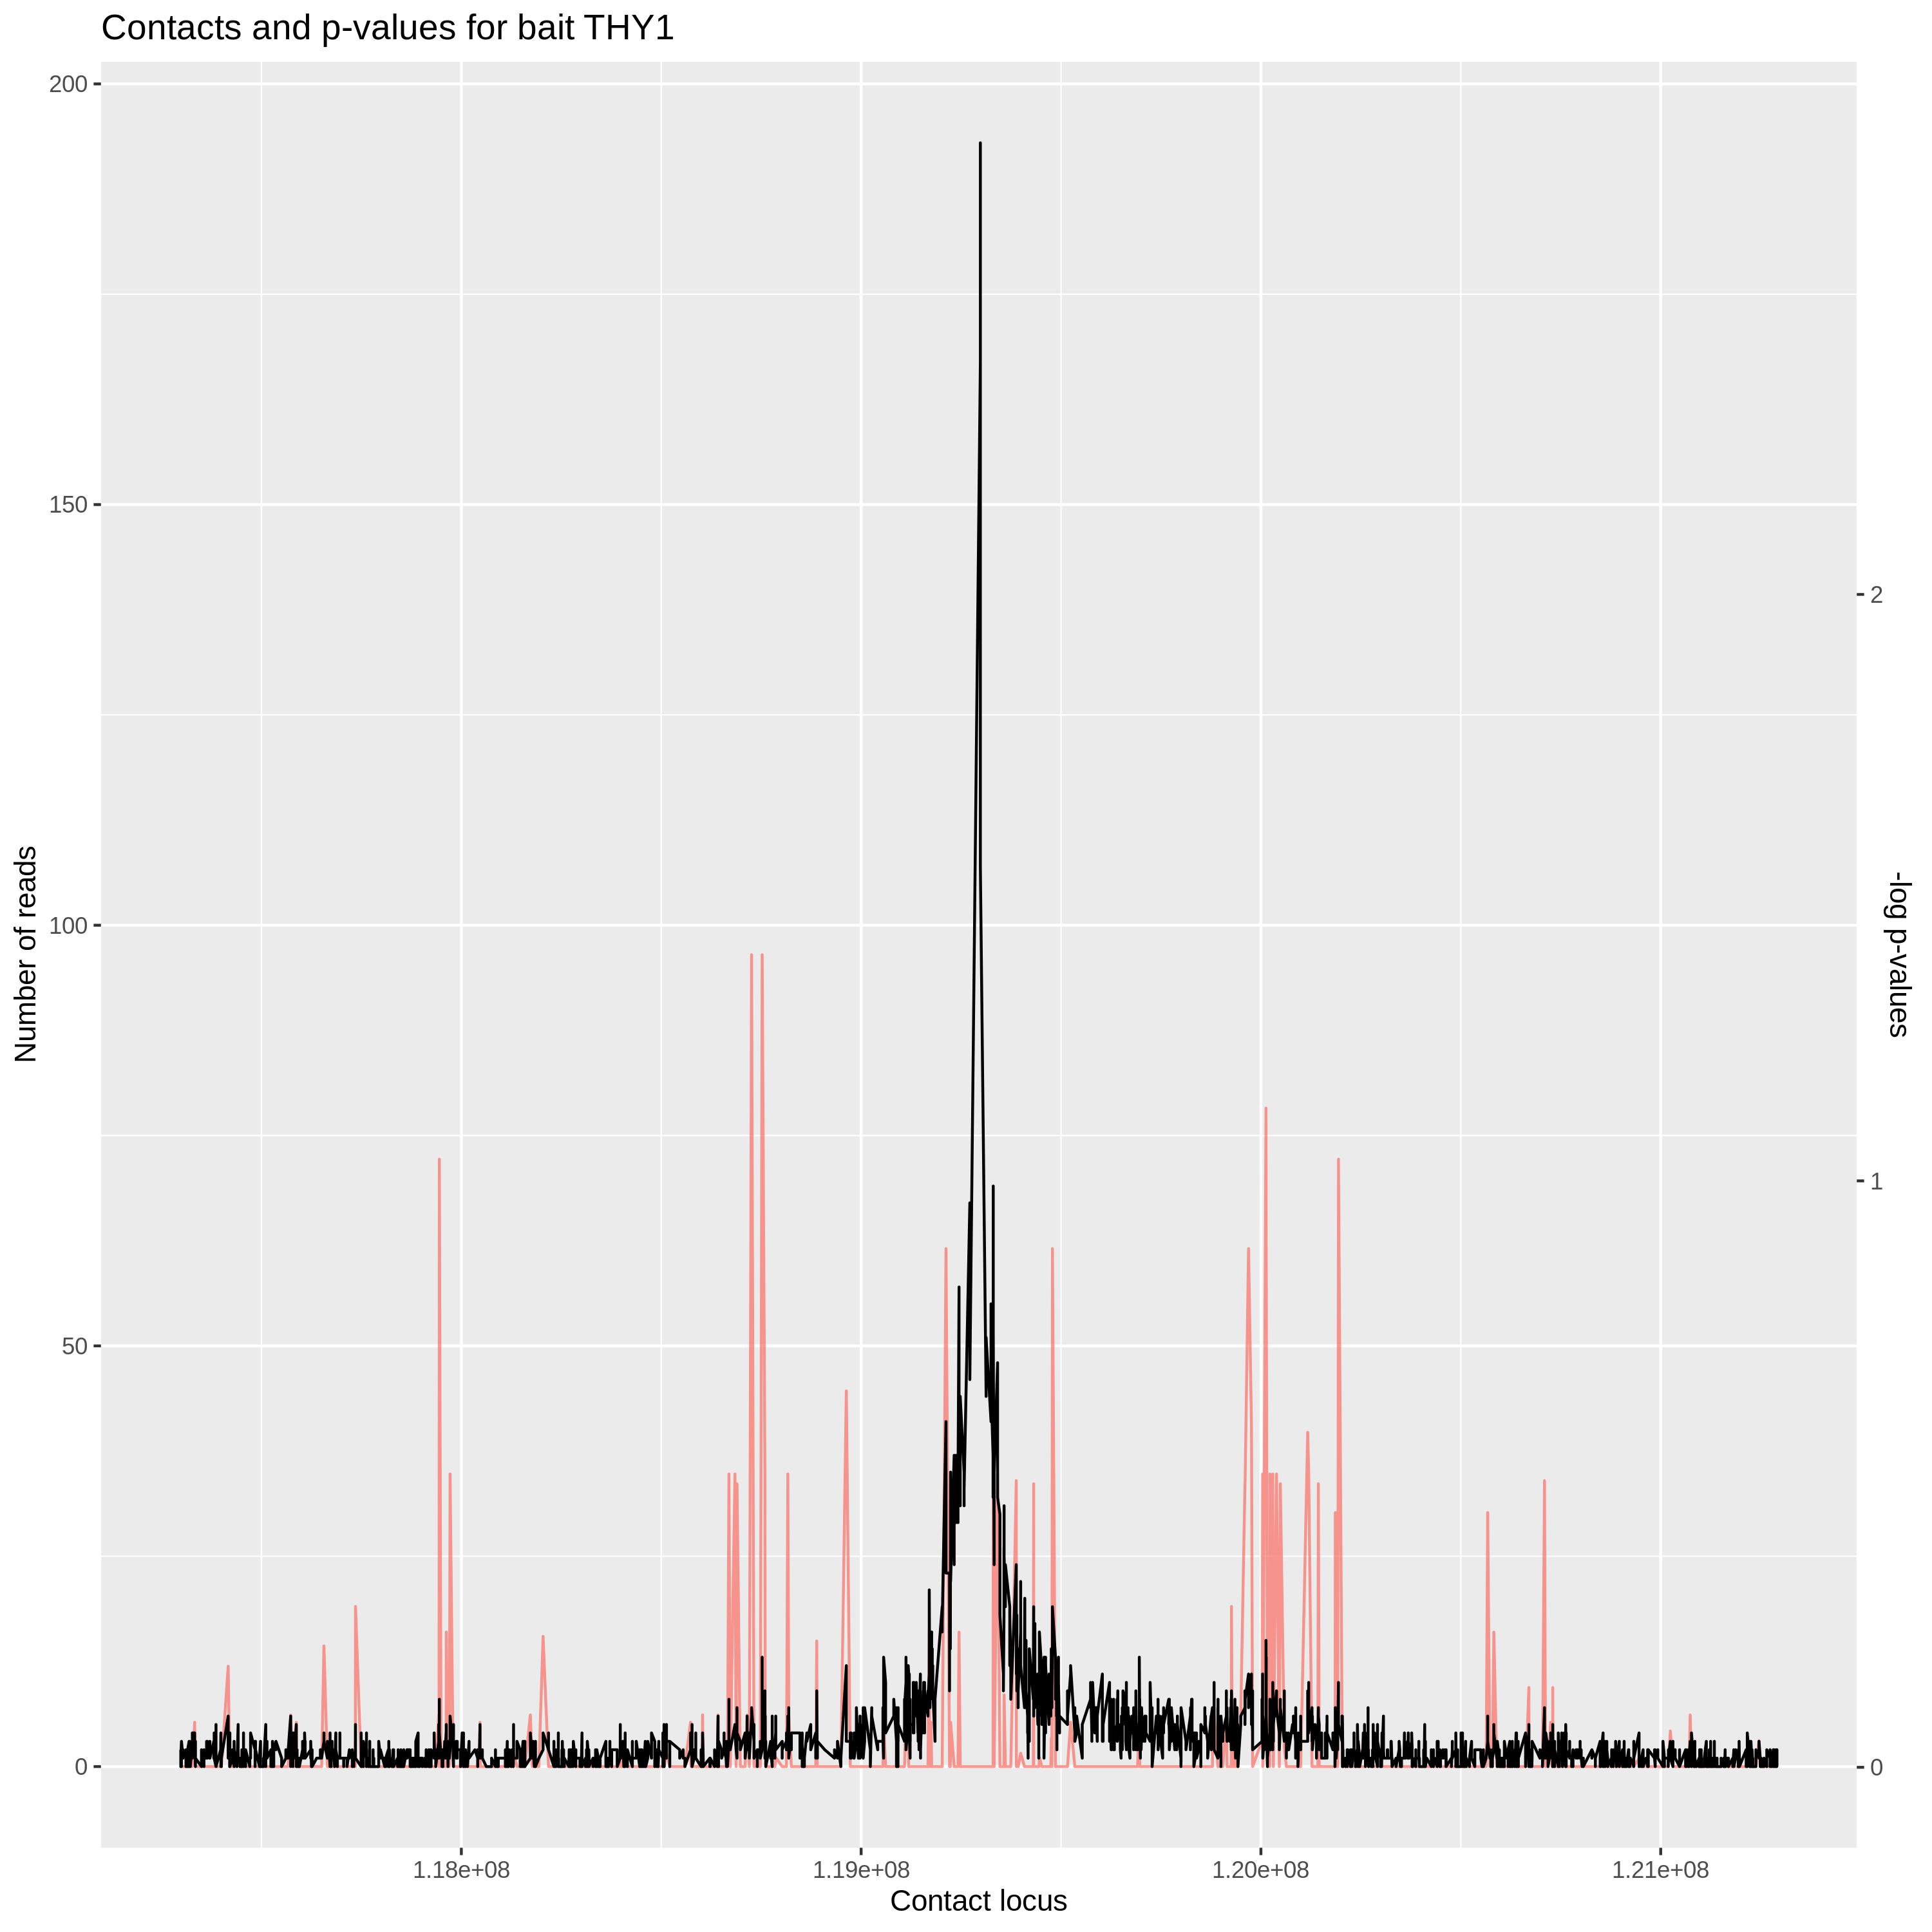 Contacts and p-values for bait THY1
200
150
100
50
0
Number of reads
2
1
0
-log p-values
1.18e+08 1.19e+08 1.20e+08 1.21e+08
Contact locus